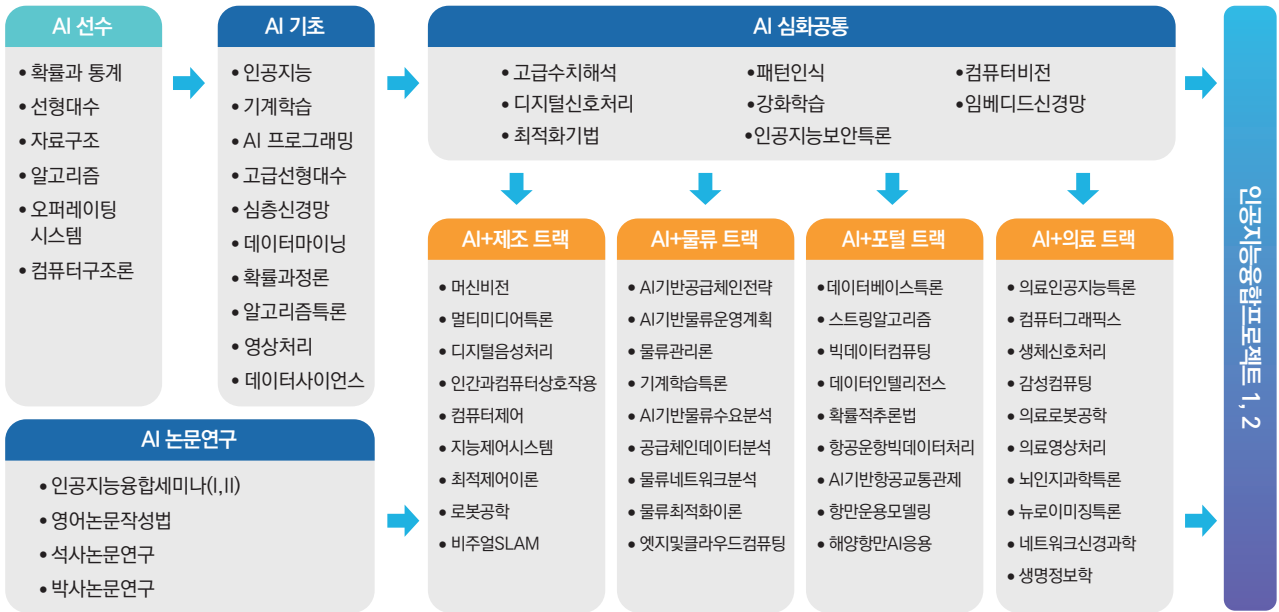 AI 선수
• 확률과 통계
• 선형대수
• 자료구조
• 알고리즘
• 오퍼레이팅
시스템
• 컴퓨터구조론
AI 기초
• 인공지능
• 기계학습
• AI 프로그래밍
• 고급선형대수
• 심층신경망
• 데이터마이닝
• 확률과정론
• 알고리즘특론
• 영상처리
• 데이터사이언스
AI 심화공통
• 고급수치해석
• 디지털신호처리
• 최적화기법
•패턴인식
•강화학습
•인공지능보안특론
•컴퓨터비전
•임베디드신경망
AI 논문연구
• 인공지능융합세미나(I,II)
• 영어논문작성법
• 석사논문연구
• 박사논문연구
AI+제조 트랙
• 머신비전
• 멀티미디어특론
• 디지털음성처리
• 인간과컴퓨터상호작용
• 컴퓨터제어
• 지능제어시스템
• 최적제어이론
• 로봇공학
• 비주얼SLAM
AI+물류 트랙
• AI기반공급체인전략
• AI기반물류운영계획
• 물류관리론
• 기계학습특론
• AI기반물류수요분석
• 공급체인데이터분석
• 물류네트워크분석
• 물류최적화이론
• 엣지및클라우드컴퓨팅
AI+포털 트랙
•데이터베이스특론
• 스트링알고리즘
• 빅데이터컴퓨팅
• 데이터인텔리전스
• 확률적추론법
• 항공운항빅데이터처리
• AI기반항공교통관제
• 항만운용모델링
• 해양항만AI응용
AI+의료 트랙
• 의료인공지능특론
• 컴퓨터그래픽스
• 생체신호처리
• 감성컴퓨팅
• 의료로봇공학
• 의료영상처리
• 뇌인지과학특론
• 뉴로이미징특론
• 네트워크신경과학
• 생명정보학
인공지능융합프로젝트 1, 2